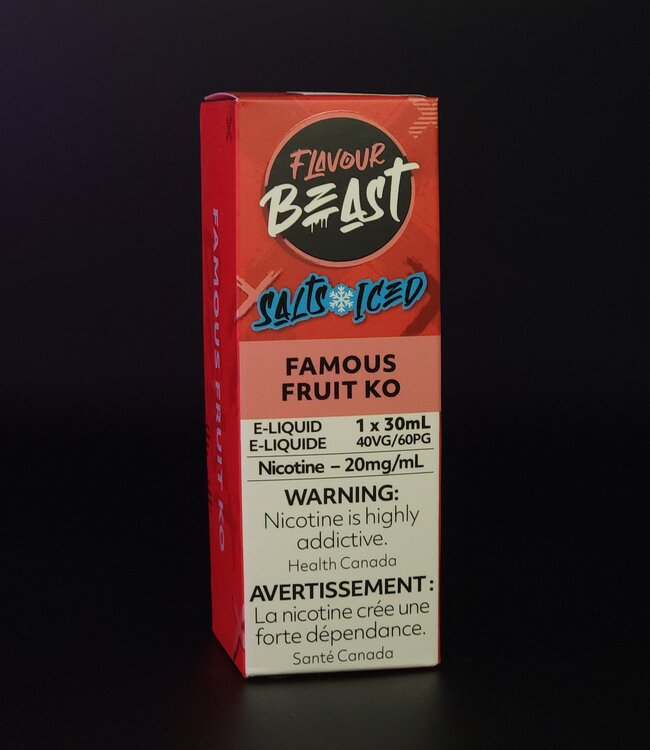 FLAVOUR
BEAST
SALTS ICED
FAMOUS
FRUIT KO
E-LIQUID 1 x 30mL
E-LIQUIDE 40VG/60PG
Nicotine – 20mg/mL
WARNING:
Nicotine is highly
addictive.
Health Canada
AVERTISSEMENT:
La nicotine crée une
forte dépendance.
Santé Canada
FAMOUS FRUIT KO